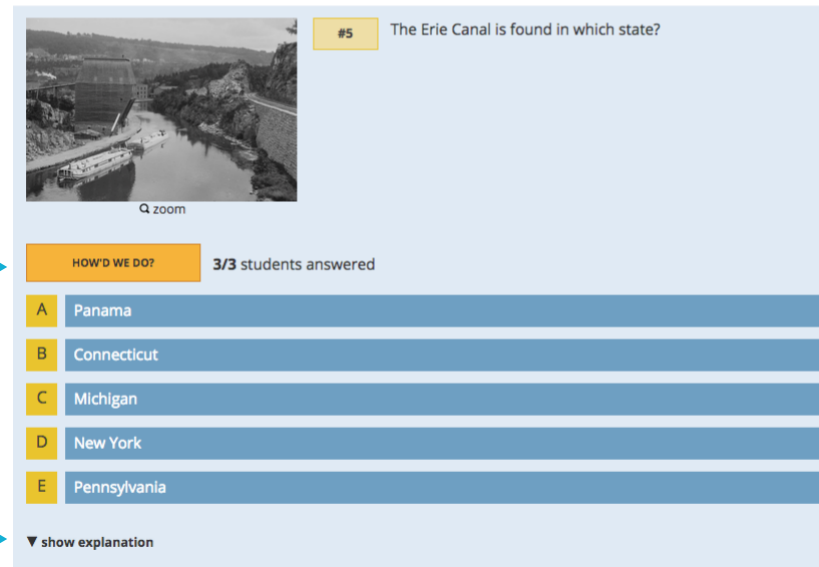 #5
The Erie Canal is found in which state?
zoom
HOW'D WE DO?
3/3 students answered
A Panama
B Connecticut
C Michigan
D New York
E Pennsylvania
▼ show explanation